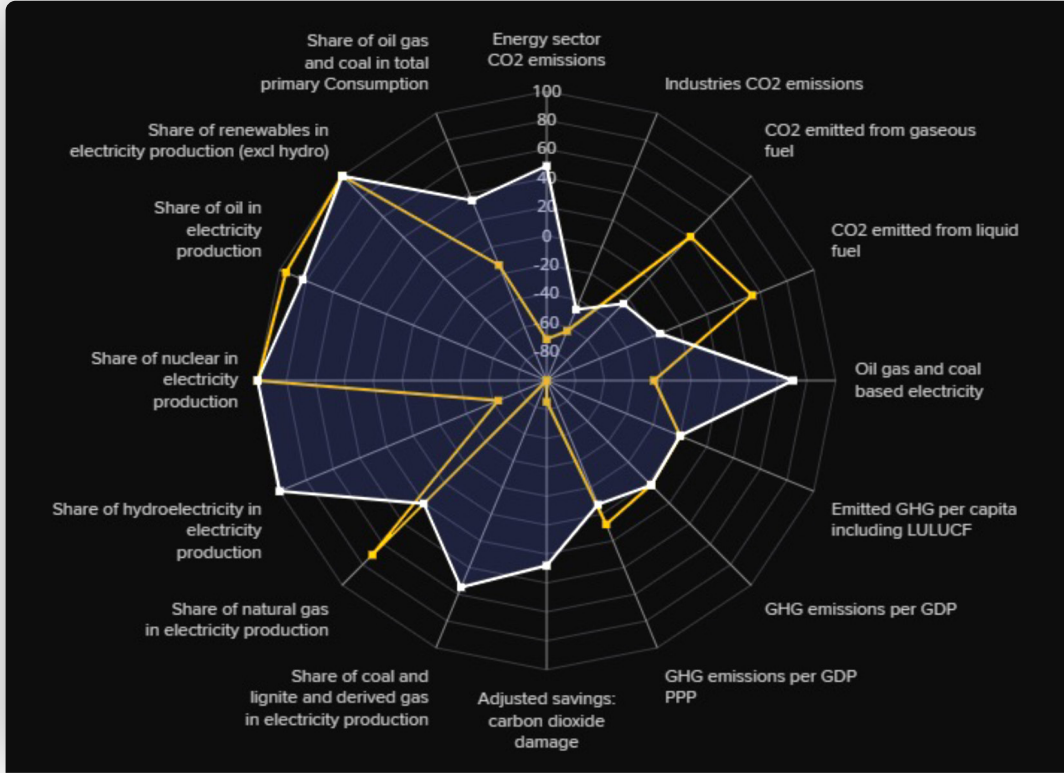 Energy sector
CO2 emissions
Industries CO2 emissions
CO2 emitted from gaseous
fuel
CO2 emitted from liquid
fuel
Oil gas and coal
based electricity
Emitted GHG per capita
including LULUCF
GHG emissions per GDP
GHG emissions per GDP
PPP
Adjusted savings:
carbon dioxide
damage
Share of coal and
lignite and derived gas
in electricity production
Share of natural gas
in electricity production
Share of hydroelectricity in
electricity
production
Share of nuclear in
electricity
production
Share of oil in
electricity
production
Share of renewables in
electricity production (excl hydro)
Share of oil gas
and coal in total
primary Consumption
100
80
60
40
20
0
-20
-40
-60
-80